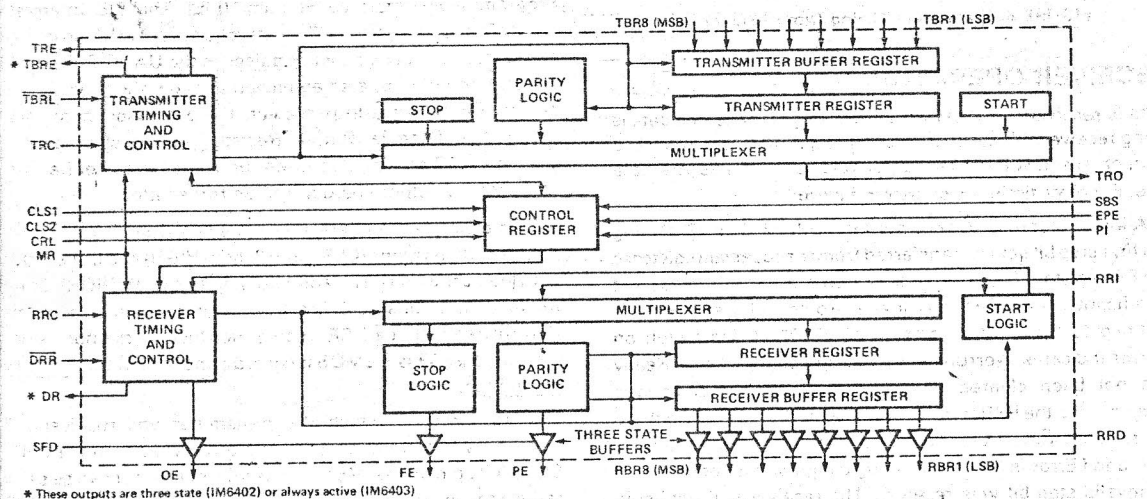 TBR8 (MSB)
TBR1 (LSB)
TRE
* TBRE
TBRL
TRC
TRANSMITTER
TIMING
AND
CONTROL
STOP
PARITY
LOGIC
TRANSMITTER BUFFER REGISTER
TRANSMITTER REGISTER
START
MULTIPLEXER
TRO
CLS1
CLS2
CRL
MR
CONTROL
REGISTER
SBS
EPE
PI
RRI
RRC
DRR
* DR
RECEIVER
TIMING
AND
CONTROL
MULTIPLEXER
START
LOGIC
STOP
LOGIC
PARITY
LOGIC
RECEIVER REGISTER
RECEIVER BUFFER REGISTER
SFD
THREE STATE
BUFFERS
RRD
OE
FE
PE
RBR8 (MSB)
RBR1 (LSB)
* These outputs are three state (IM6402) or always active (IM6403)